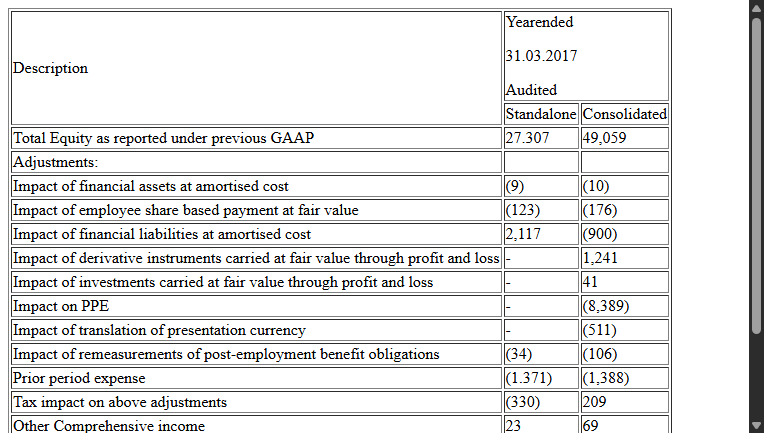 Description
Yearended
31.03.2017
Audited
Standalone Consolidated
Total Equity as reported under previous GAAP 27.307 49,059
Adjustments:
Impact of financial assets at amortised cost (9) (10)
Impact of employee share based payment at fair value (123) (176)
Impact of financial liabilities at amortised cost 2,117 (900)
Impact of derivative instruments carried at fair value through profit and loss - 1,241
Impact of investments carried at fair value through profit and loss - 41
Impact on PPE - (8,389)
Impact of translation of presentation currency - (511)
Impact of remeasurements of post-employment benefit obligations (34) (106)
Prior period expense (1.371) (1,388)
Tax impact on above adjustments (330) 209
Other Comprehensive income 23 69